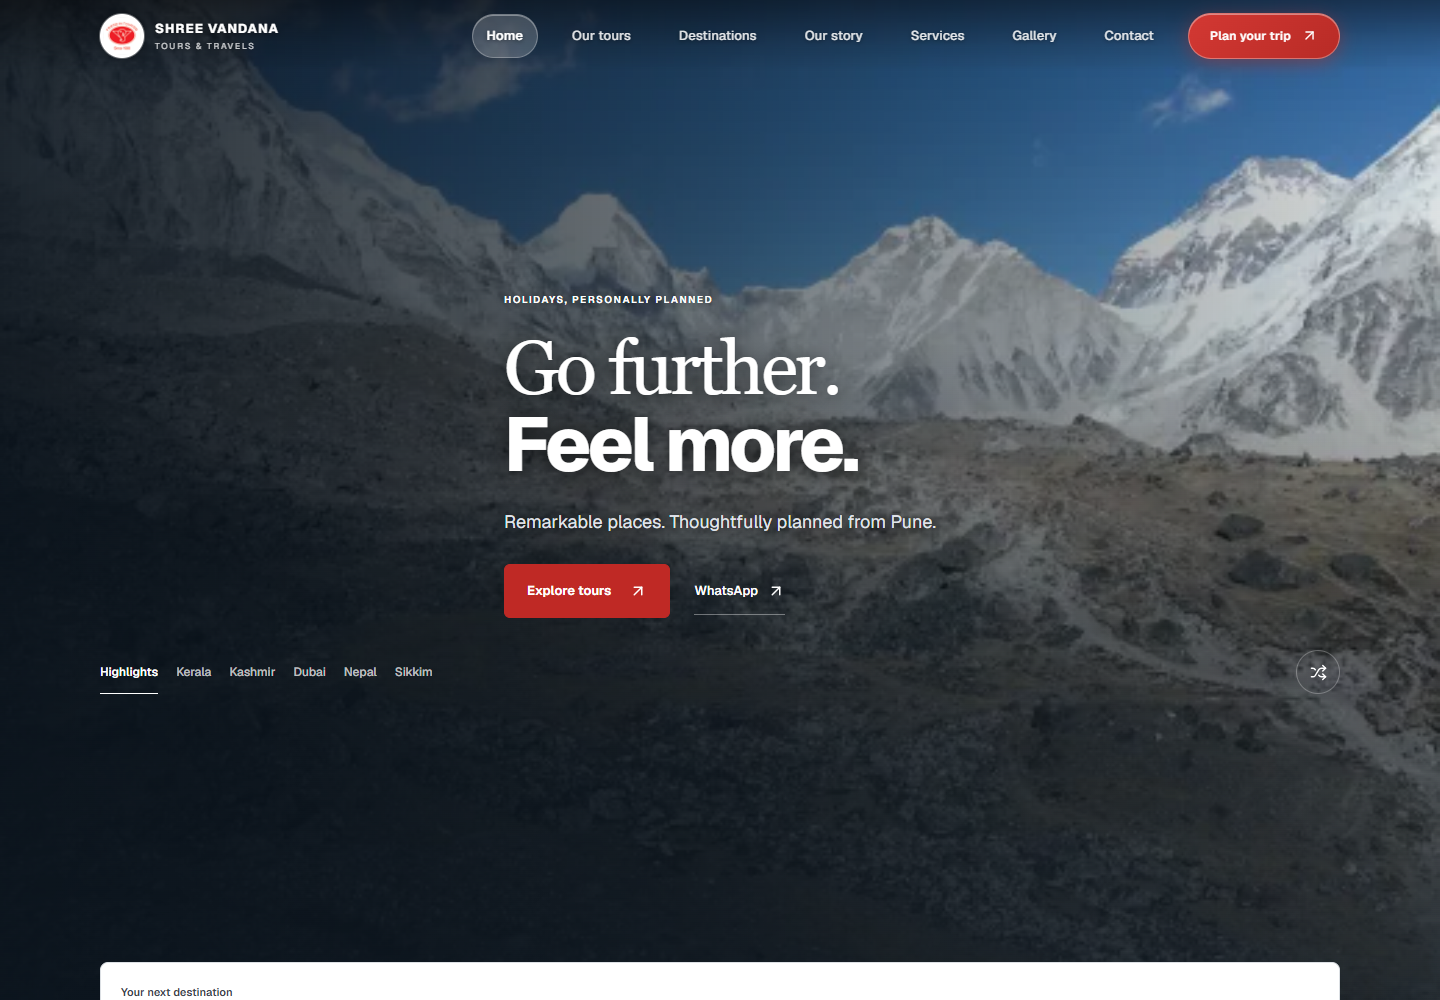 SHREE VANDANA
TOURS & TRAVELS
Home
Our tours
Destinations
Our story
Services
Gallery
Contact
Plan your trip
HOLIDAYS, PERSONALLY PLANNED
Go further.
Feel more.
Remarkable places. Thoughtfully planned from Pune.
Explore tours
WhatsApp
Highlights
Kerala
Kashmir
Dubai
Nepal
Sikkim
Your next destination